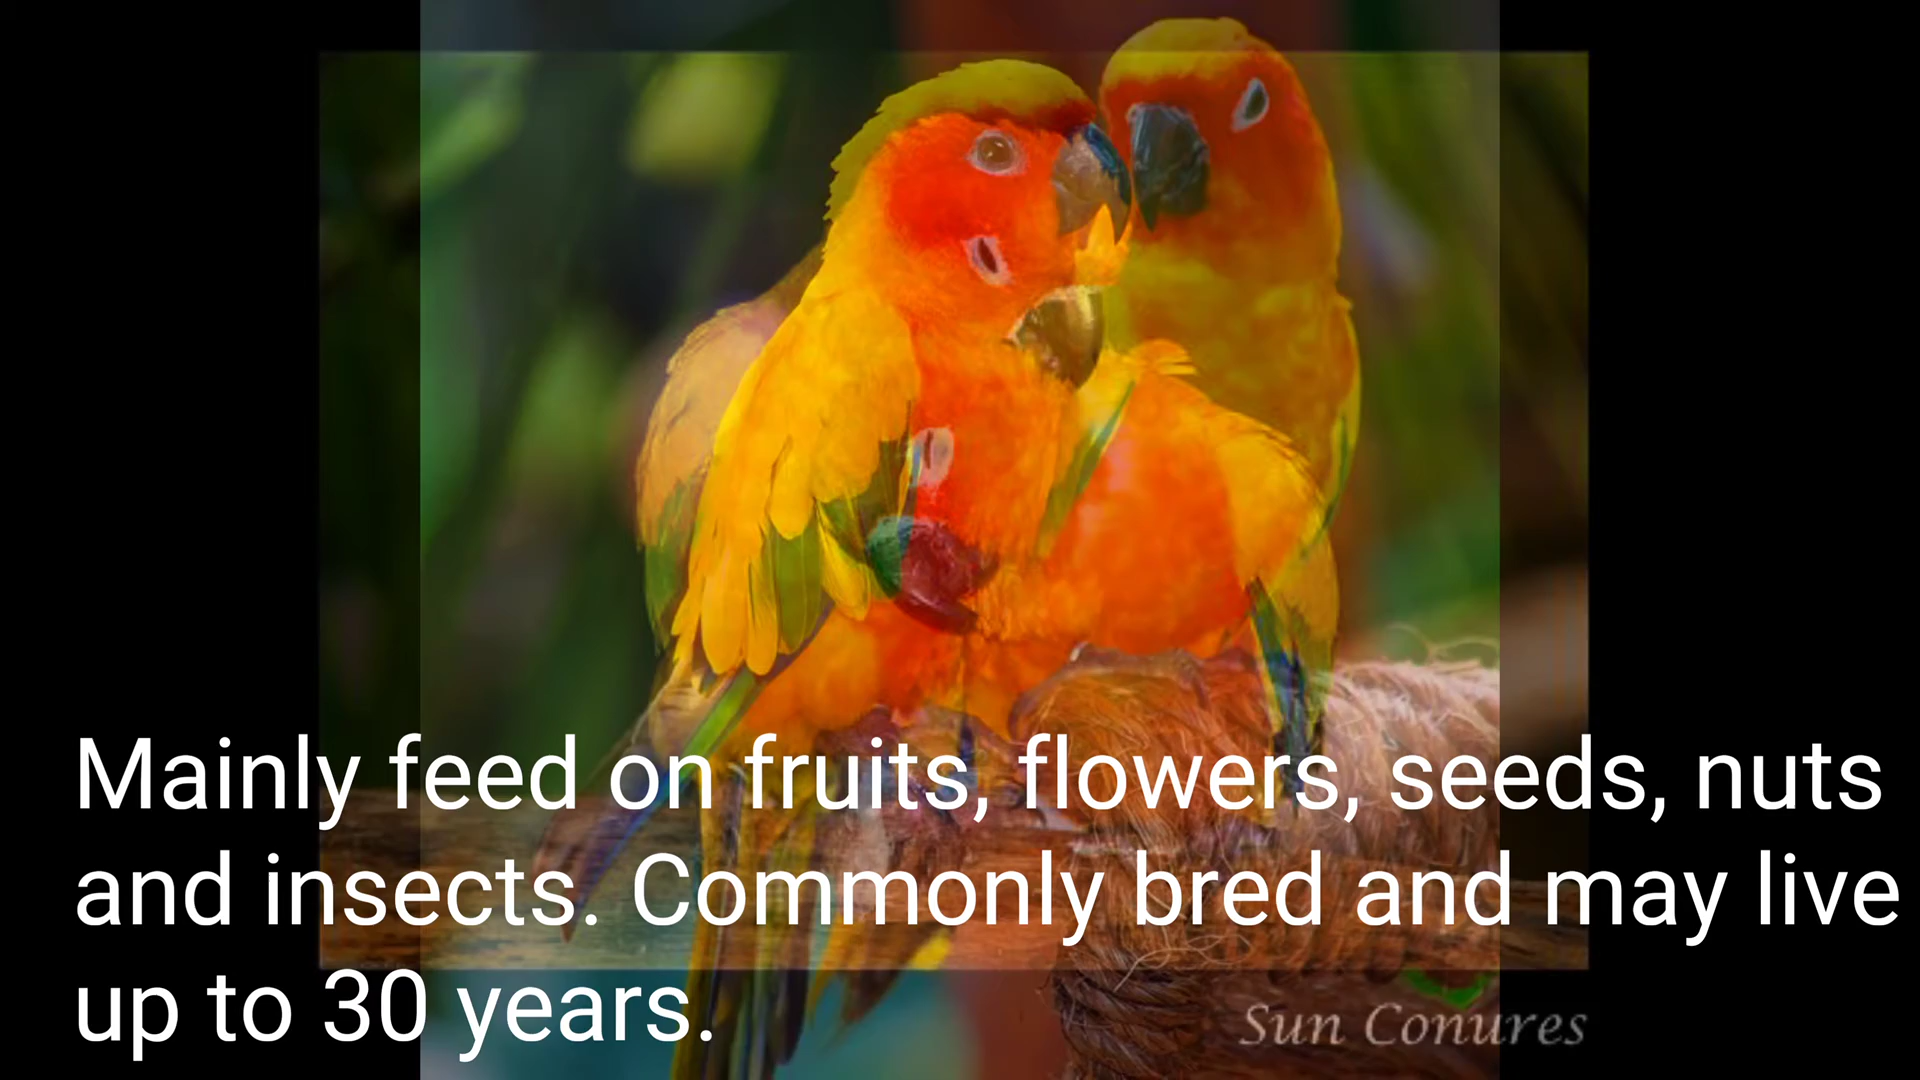 Mainly feed on fruits, flowers, seeds, nuts
and insects. Commonly bred and may live
up to 30 years.
Sun Conures